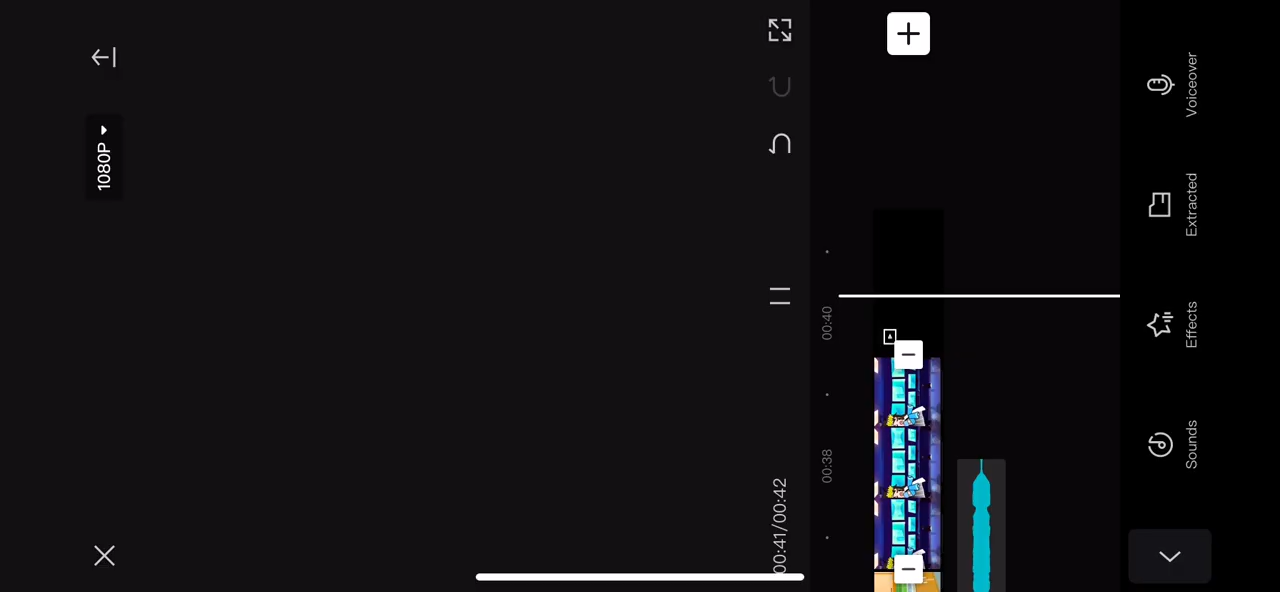 1080P
00:41/00:42
00:38
00:40
Sounds
Effects
Extracted
Voiceover